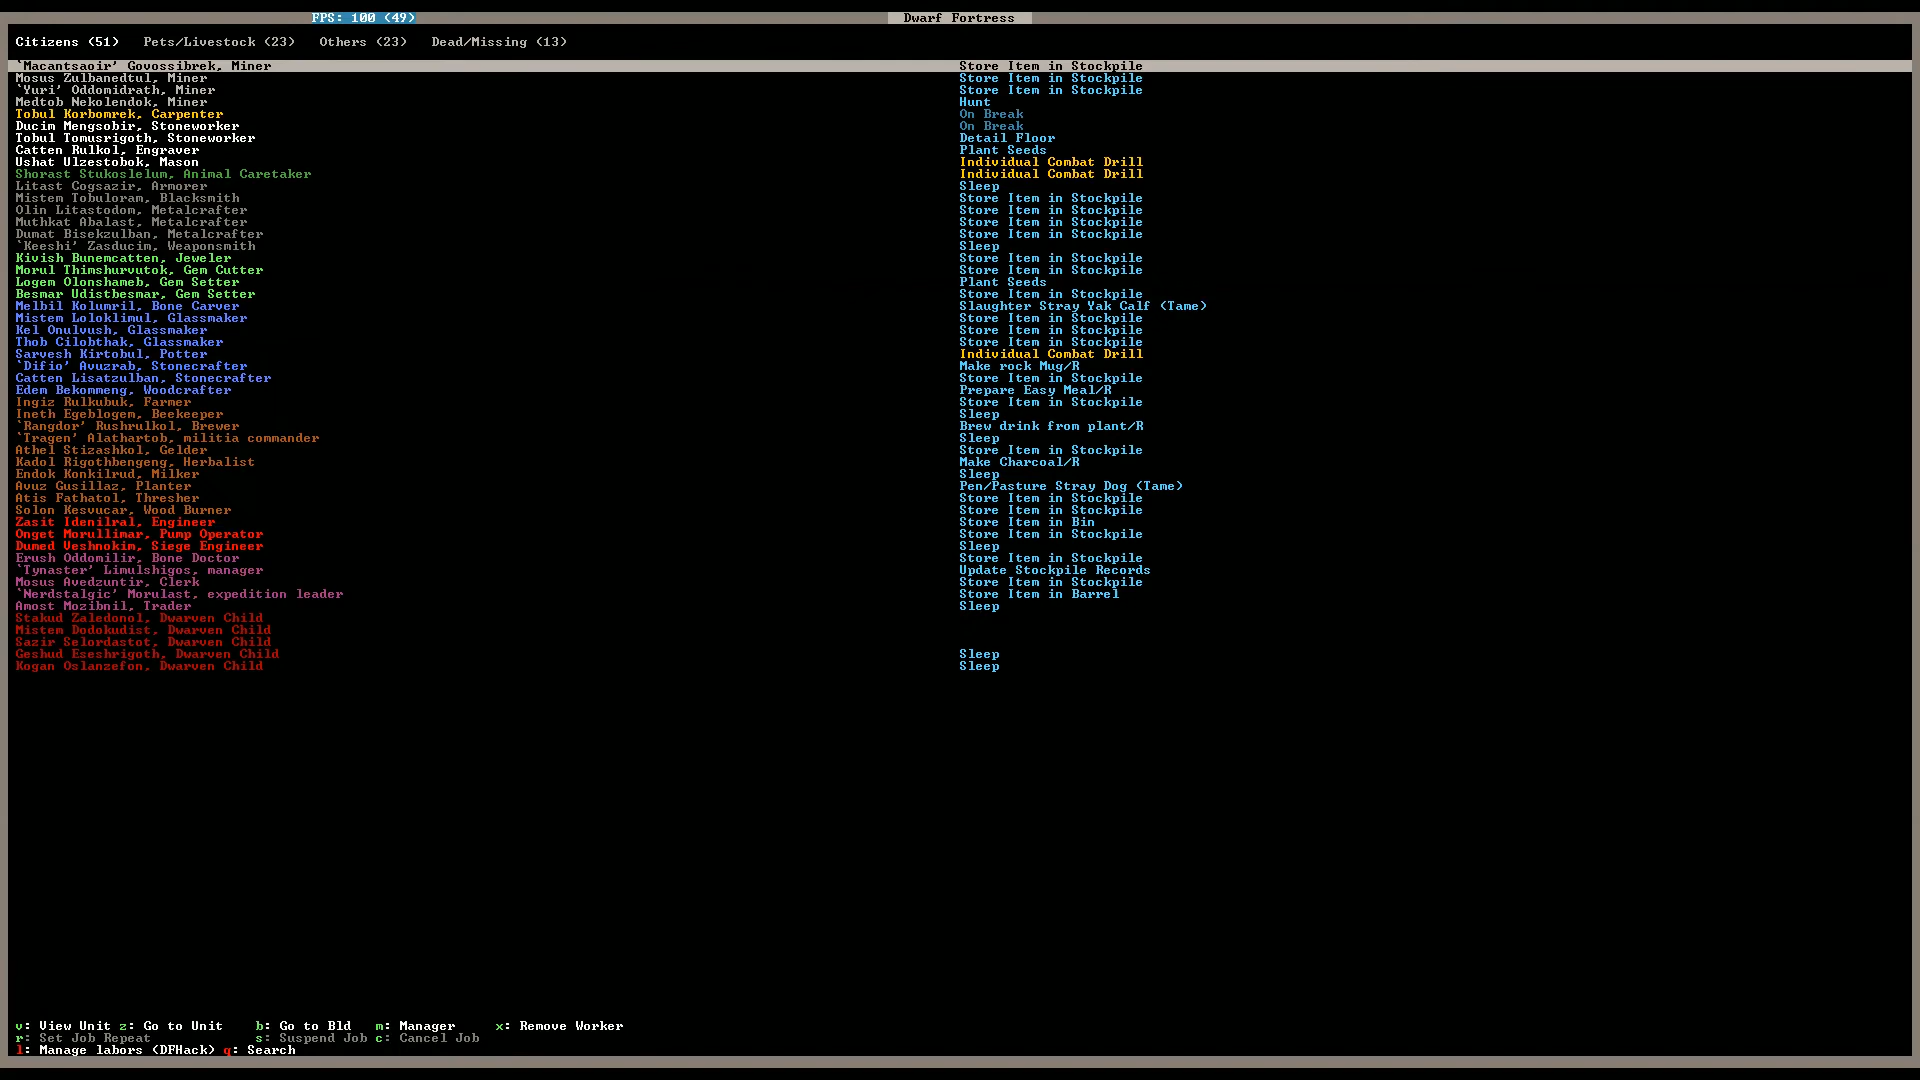 FPS: 100 (49) Dwarf Fortress
Citizens (51) Pets/Livestock (23) Others (23) Dead/Missing (13)
`Macantsaoir' Govossibrek, Miner Store Item in Stockpile
Mosus Zulbanedtul, Miner Store Item in Stockpile
`Yuri' Oddomidrath, Miner Store Item in Stockpile
Medtob Nekolendok, Miner Hunt
Tobul Korbomrek, Carpenter On Break
Ducim Mengsobir, Stoneworker On Break
Tobul Tomusrigoth, Stoneworker Detail Floor
Catten Rulkol, Engraver Plant Seeds
Ushat Ulzestobok, Mason Individual Combat Drill
Shorast Stukoslelum, Animal Caretaker Individual Combat Drill
Litast Cogsazir, Armorer Sleep
Mistem Tobuloram, Blacksmith Store Item in Stockpile
Olin Litastodom, Metalcrafter Store Item in Stockpile
Muthkat Abalast, Metalcrafter Store Item in Stockpile
Dumat Bisekzulban, Metalcrafter Store Item in Stockpile
`Keeshi' Zasducim, Weaponsmith Sleep
Kivish Bunemcatten, Jeweler Store Item in Stockpile
Morul Thimshurvutok, Gem Cutter Store Item in Stockpile
Logem Olonshameb, Gem Setter Plant Seeds
Besmar Udistbesmar, Gem Setter Store Item in Stockpile
Melbil Kolumril, Bone Carver Slaughter Stray Yak Calf (Tame)
Mistem Loloklimul, Glassmaker Store Item in Stockpile
Kel Onulvush, Glassmaker Store Item in Stockpile
Thob Cilobthak, Glassmaker Store Item in Stockpile
Sarvesh Kirtobul, Potter Individual Combat Drill
`Difio' Avuzrab, Stonecrafter Make rock Mug/R
Catten Lisatzulban, Stonecrafter Store Item in Stockpile
Edem Bekommeng, Woodcrafter Prepare Easy Meal/R
Ingiz Rulkubuk, Farmer Store Item in Stockpile
Ineth Egeblogem, Beekeeper Sleep
`Rangdor' Rushrulkol, Brewer Brew drink from plant/R
`Tragen' Alathartob, militia commander Sleep
Athel Stizashkol, Gelder Store Item in Stockpile
Kadol Rigothbengeng, Herbalist Make Charcoal/R
Endok Konkilrud, Milker Sleep
Avuz Gusillaz, Planter Pen/Pasture Stray Dog (Tame)
Atis Fathatol, Thresher Store Item in Stockpile
Solon Kesvucar, Wood Burner Store Item in Stockpile
Zasit Idenilral, Engineer Store Item in Bin
Onget Morullimar, Pump Operator Store Item in Stockpile
Dumed Veshnokim, Siege Engineer Sleep
Erush Oddomilir, Bone Doctor Store Item in Stockpile
`Tynaster' Limulshigos, manager Update Stockpile Records
Mosus Avedzuntir, Clerk Store Item in Stockpile
`Nerdstalgic' Morulast, expedition leader Store Item in Barrel
Amost Mozibnil, Trader Sleep
Stakud Zaledonol, Dwarven Child
Mistem Dodokudist, Dwarven Child
Sazir Selordastot, Dwarven Child
Geshud Eseshrigoth, Dwarven Child Sleep
Kogan Oslanzefon, Dwarven Child Sleep
v: View Unit z: Go to Unit b: Go to Bld m: Manager x: Remove Worker
r: Set Job Repeat s: Suspend Job c: Cancel Job
l: Manage labors (DFHack) q: Search